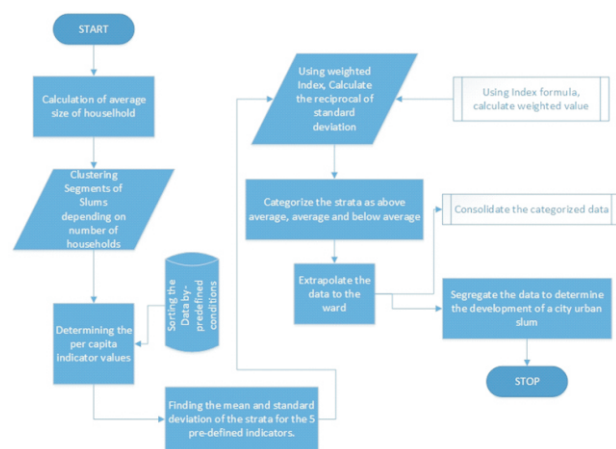 START
Calculation of average
size of househlhold
Clustering
Segments of
Slums
depending on
number of
households
Sorting the
Data by-
predefined
conditions
Determining the
per capita
indicator values
Finding the mean and standard
deviation of the strata for the 5
pre-defined indicators.
Using weighted
Index, Calculate
the reciprocal of
standard
deviation
Using Index formula,
calculate weighted value
Categorize the strata as above
average, average and below
average
Consolidate the categorized data
Extrapolate the
data to the
ward
Segregate the data to determine
the development of a city urban
slum
STOP